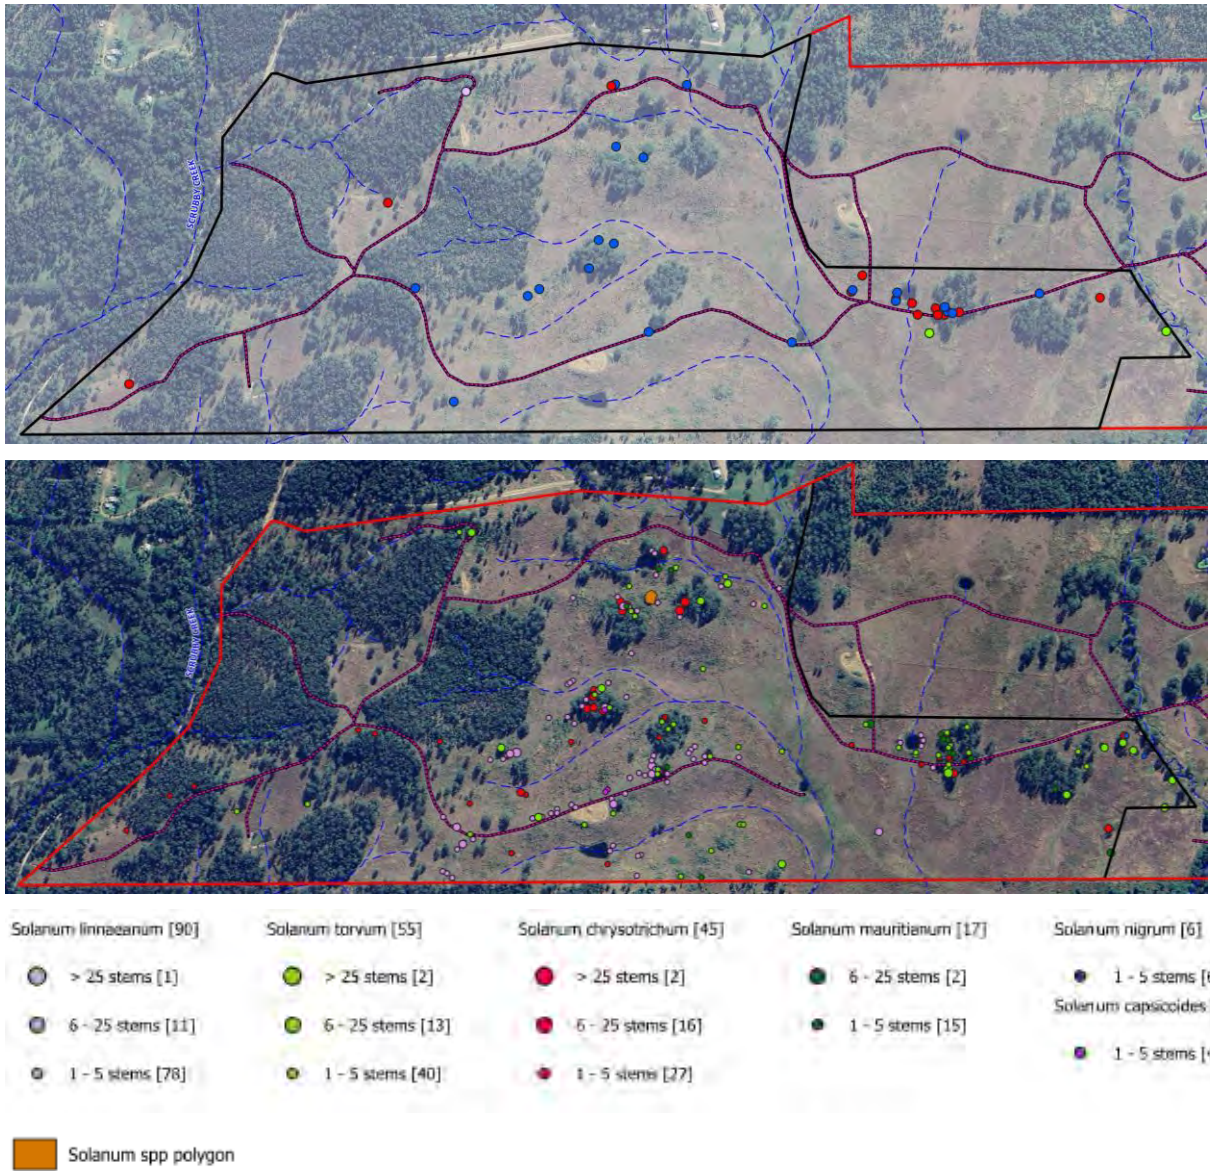 SCRUBBY CREEK
SCRUBBY CREEK
Solanum linnaeanum [90]
> 25 stems [1]
6 - 25 stems [11]
1 - 5 stems [78]
Solanum torvum [55]
> 25 stems [2]
6 - 25 stems [13]
1 - 5 stems [40]
Solanum chrysotrichum [45]
> 25 stems [2]
6 - 25 stems [16]
1 - 5 stems [27]
Solanum mauritianum [17]
6 - 25 stems [2]
1 - 5 stems [15]
Solanum nigrum [6]
1 - 5 stems
Solanum capsicoides
1 - 5 stems
Solanum spp polygon